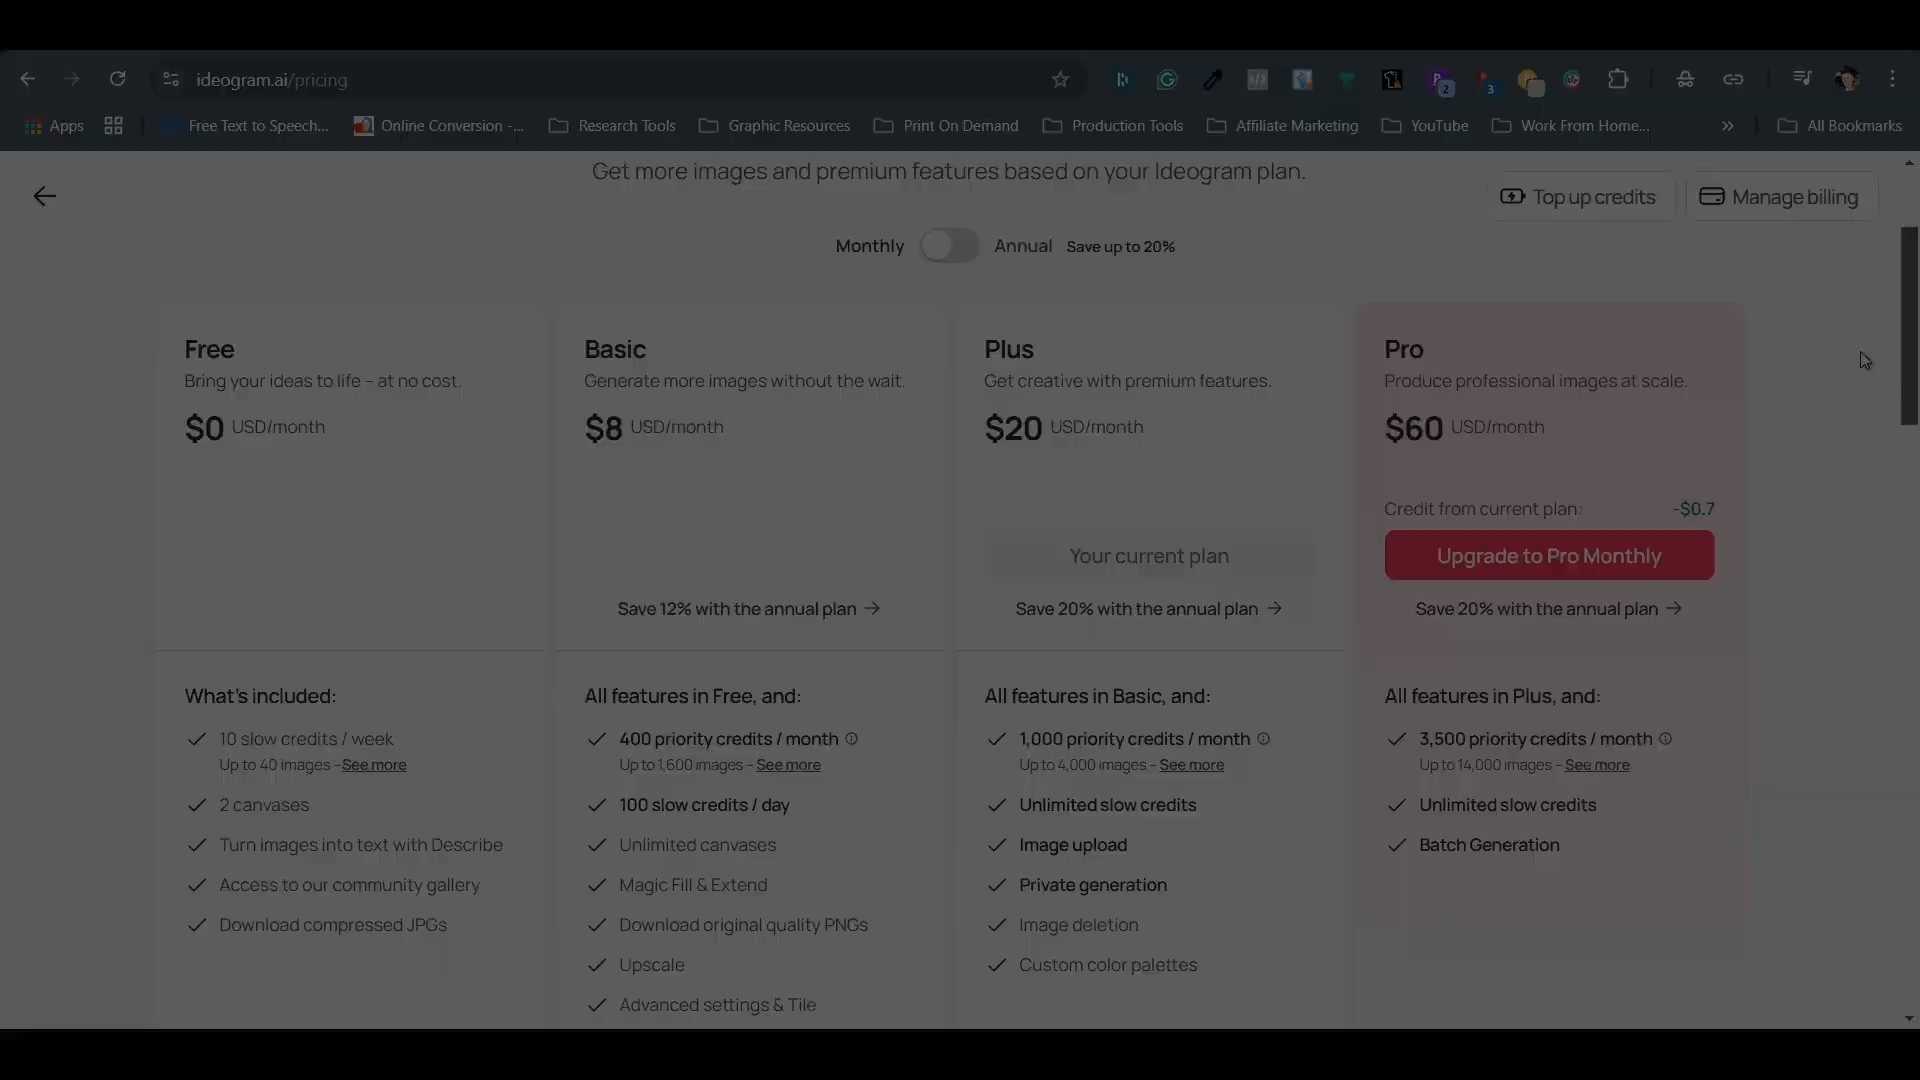 ideogram.ai/pricing
2
3
Apps
Free Text to Speech...
Online Conversion -...
Research Tools
Graphic Resources
Print On Demand
Production Tools
Affiliate Marketing
YouTube
Work From Home...
»
All Bookmarks
Get more images and premium features based on your Ideogram plan.
Top up credits
Manage billing
Monthly
Annual
Save up to 20%
Free
Bring your ideas to life – at no cost.
$0 USD/month
What's included:
10 slow credits / week
Up to 40 images – See more
2 canvases
Turn images into text with Describe
Access to our community gallery
Download compressed JPGs
Basic
Generate more images without the wait.
$8 USD/month
Save 12% with the annual plan →
All features in Free, and:
400 priority credits / month
Up to 1,600 images – See more
100 slow credits / day
Unlimited canvases
Magic Fill & Extend
Download original quality PNGs
Upscale
Advanced settings & Tile
Plus
Get creative with premium features.
$20 USD/month
Your current plan
Save 20% with the annual plan →
All features in Basic, and:
1,000 priority credits / month
Up to 4,000 images – See more
Unlimited slow credits
Image upload
Private generation
Image deletion
Custom color palettes
Pro
Produce professional images at scale.
$60 USD/month
Credit from current plan: -$0.7
Upgrade to Pro Monthly
Save 20% with the annual plan →
All features in Plus, and:
3,500 priority credits / month
Up to 14,000 images – See more
Unlimited slow credits
Batch Generation